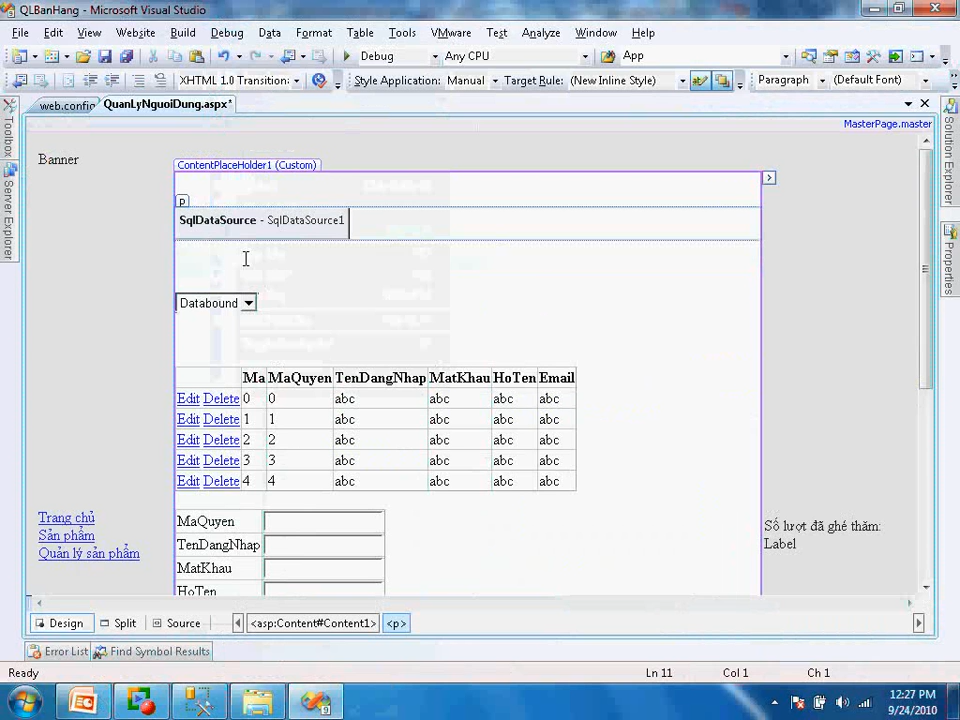 QLBanHang - Microsoft Visual Studio
File Edit View Website Build Debug Data Format Table Tools VMware Test Analyze Window Help
Debug Any CPU App
XHTML 1.0 Transition: Style Application: Manual Target Rule: (New Inline Style) Paragraph (Default Font)
web.config QuanLyNguoiDung.aspx*
MasterPage.master
Toolbox
Server Explorer
Solution Explorer
Properties
Banner
ContentPlaceHolder1 (Custom)
p
SqlDataSource - SqlDataSource1
Databound
Ma MaQuyen TenDangNhap MatKhau HoTen Email
Edit Delete 0 0 abc abc abc abc
Edit Delete 1 1 abc abc abc abc
Edit Delete 2 2 abc abc abc abc
Edit Delete 3 3 abc abc abc abc
Edit Delete 4 4 abc abc abc abc
Trang chủ
Sản phẩm
Quản lý sản phẩm
MaQuyen
TenDangNhap
MatKhau
HoTen
Số lượt đã ghé thăm:
Label
Design Split Source <asp:Content#Content1> <p>
Error List Find Symbol Results
Ready Ln 11 Col 1 Ch 1
12:27 PM
9/24/2010